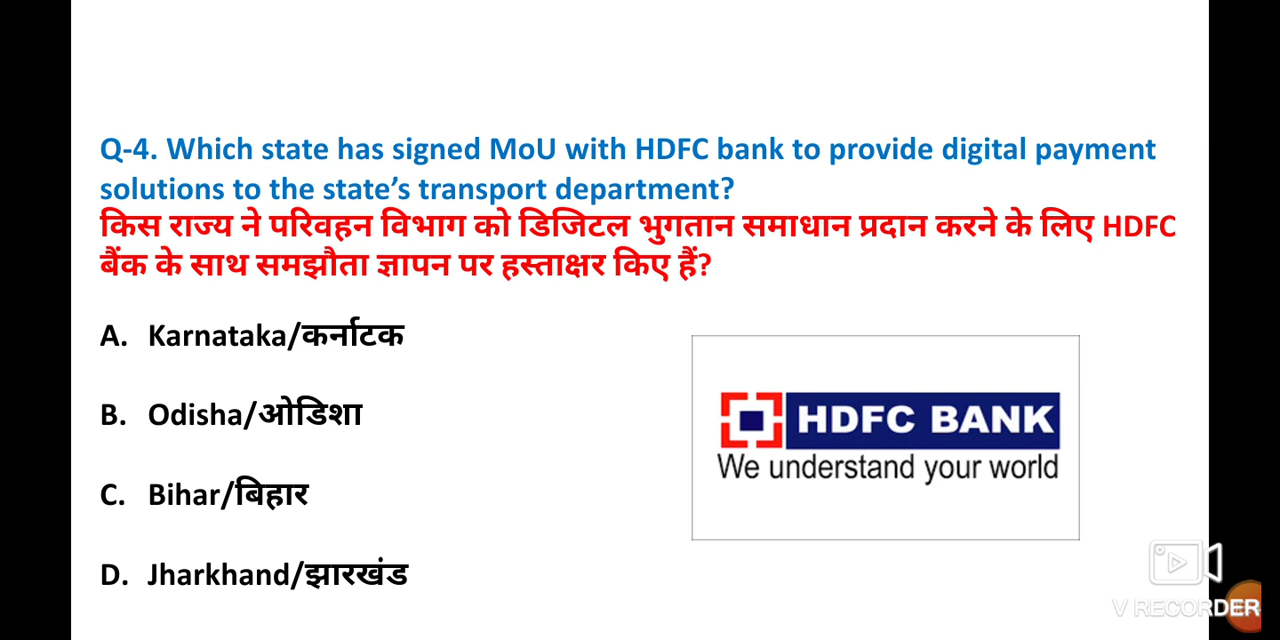 Q-4. Which state has signed MoU with HDFC bank to provide digital payment
solutions to the state's transport department?
किस राज्य ने परिवहन विभाग को डिजिटल भुगतान समाधान प्रदान करने के लिए HDFC
बैंक के साथ समझौता ज्ञापन पर हस्ताक्षर किए हैं?
A. Karnataka/कर्नाटक
B. Odisha/ओडिशा
C. Bihar/बिहार
D. Jharkhand/झारखंड
HDFC BANK
We understand your world
V RECORDER